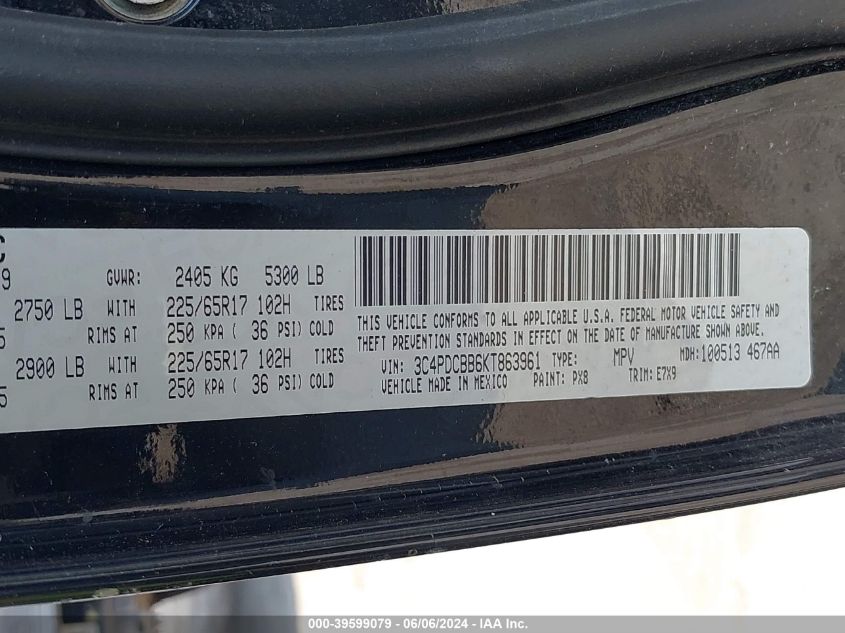 C
9
GVWR: 2405 KG 5300 LB
2750 LB WITH 225/65R17 102H TIRES
5 RIMS AT 250 KPA ( 36 PSI) COLD
2900 LB WITH 225/65R17 102H TIRES
5 RIMS AT 250 KPA ( 36 PSI) COLD
THIS VEHICLE CONFORMS TO ALL APPLICABLE U.S.A. FEDERAL MOTOR VEHICLE SAFETY AND
THEFT PREVENTION STANDARDS IN EFFECT ON THE DATE OF MANUFACTURE SHOWN ABOVE.
VIN: 3C4PDCBB6KT863961 TYPE: MPV MDH: 100513 467AA
VEHICLE MADE IN MEXICO PAINT: PX8 TRIM: E7X9
000-39599079 / 06/06/2024 - IAA Inc.